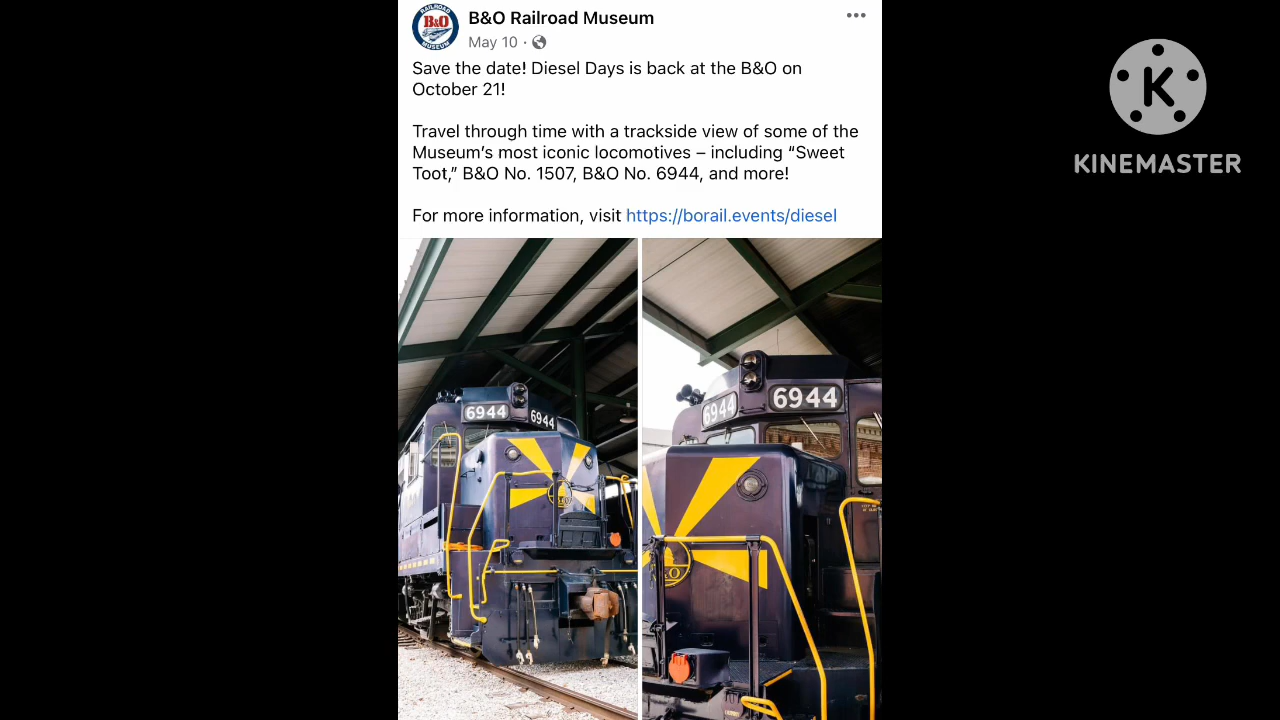 RAILROAD
B&O
MUSEUM
B&O Railroad Museum
May 10 ·
Save the date! Diesel Days is back at the B&O on
October 21!
Travel through time with a trackside view of some of the
Museum's most iconic locomotives – including “Sweet
Toot,” B&O No. 1507, B&O No. 6944, and more!
For more information, visit https://borail.events/diesel
K
KINEMASTER
6944
6944
6944
6944